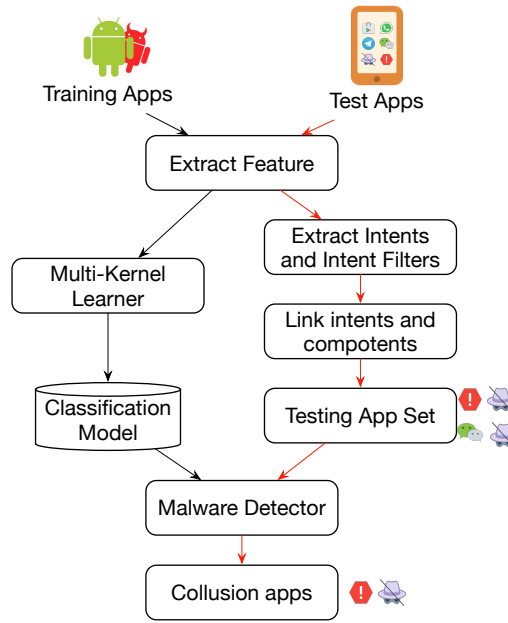 Training Apps
Test Apps
Extract Feature
Extract Intents
and Intent Filters
Multi-Kernel
Learner
Link intents and
compotents
Classification
Model
Testing App Set
Malware Detector
Collusion apps